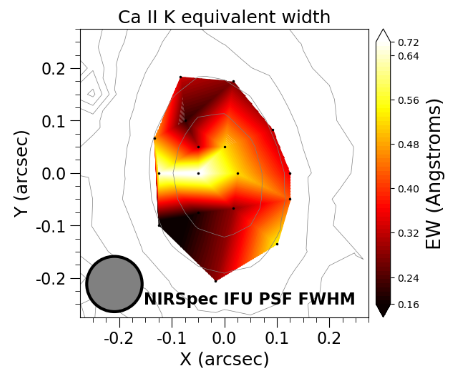 Ca II K equivalent width
0.2
0.1
0.0
-0.1
-0.2
Y (arcsec)
NIRSpec IFU PSF FWHM
-0.2 -0.1 0.0 0.1 0.2
X (arcsec)
0.72
0.64
0.56
0.48
0.40
0.32
0.24
0.16
EW (Angstroms)